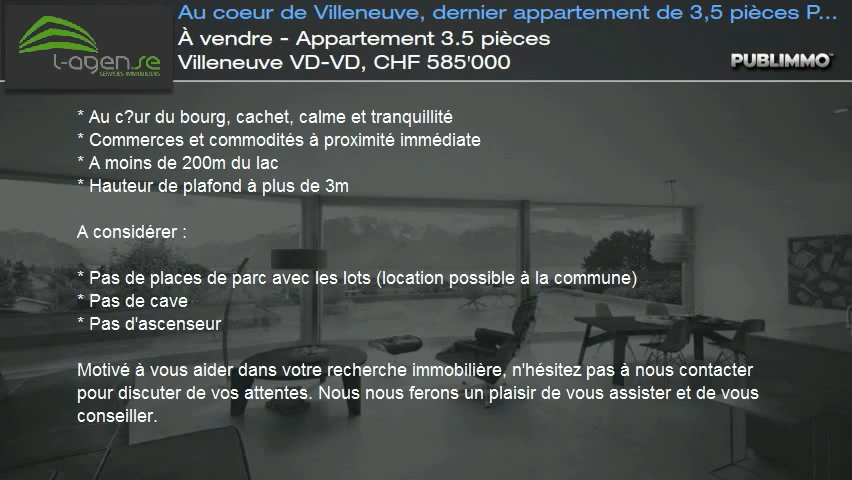 Au coeur de Villeneuve, dernier appartement de 3,5 pièces P...
À vendre - Appartement 3.5 pièces
Villeneuve VD-VD, CHF 585'000
l-agen.se
SERVICES IMMOBILIERS
PUBLIMMO
* Au c?ur du bourg, cachet, calme et tranquillité
* Commerces et commodités à proximité immédiate
* A moins de 200m du lac
* Hauteur de plafond à plus de 3m
A considérer :
* Pas de places de parc avec les lots (location possible à la commune)
* Pas de cave
* Pas d'ascenseur
Motivé à vous aider dans votre recherche immobilière, n'hésitez pas à nous contacter
pour discuter de vos attentes. Nous nous ferons un plaisir de vous assister et de vous
conseiller.